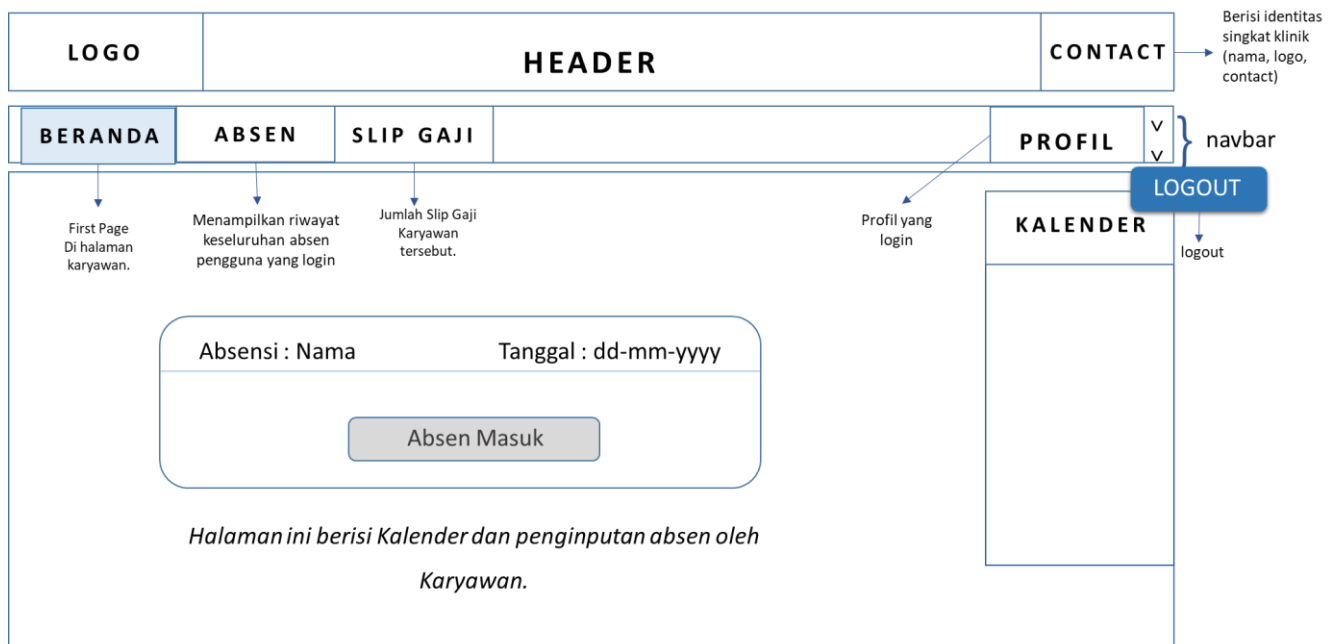 LOGO
HEADER
CONTACT
Berisi identitas
singkat klinik
(nama, logo,
contact)
BERANDA
ABSEN
SLIP GAJI
PROFIL
navbar
LOGOUT
logout
First Page
Di halaman
karyawan.
Menampilkan riwayat
keseluruhan absen
pengguna yang login
Jumlah Slip Gaji
Karyawan
tersebut.
Profil yang
login
KALENDER
Absensi : Nama
Tanggal : dd-mm-yyyy
Absen Masuk
Halaman ini berisi Kalender dan penginputan absen oleh
Karyawan.